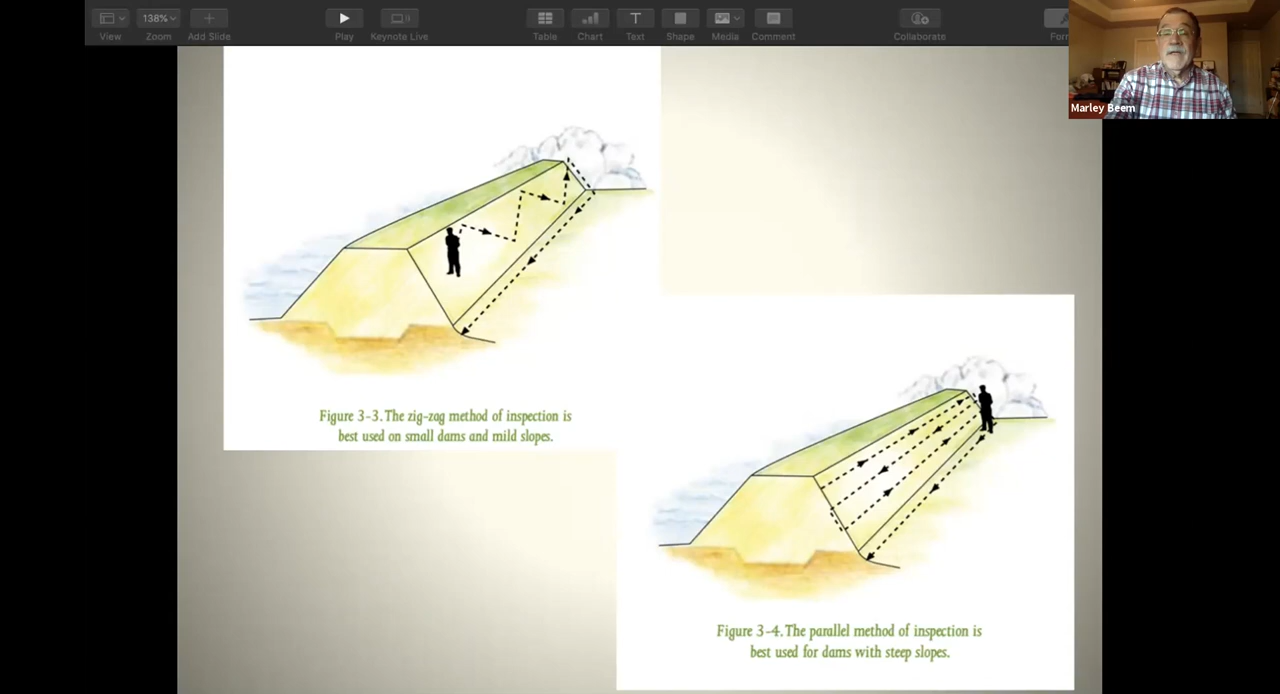 138%
View
Zoom
Add Slide
Play
Keynote Live
Table
Chart
Text
Shape
Media
Comment
Collaborate
Marley Beem
Figure 3-3. The zig-zag method of inspection is
best used on small dams and mild slopes.
Figure 3-4. The parallel method of inspection is
best used for dams with steep slopes.